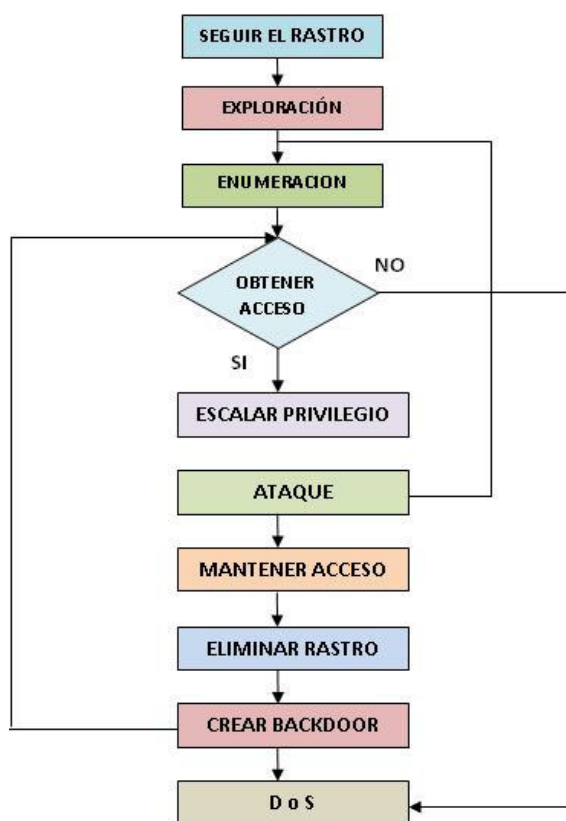 SEGUIR EL RASTRO
EXPLORACIÓN
ENUMERACION
OBTENER
ACCESO
NO
SI
ESCALAR PRIVILEGIO
ATAQUE
MANTENER ACCESO
ELIMINAR RASTRO
CREAR BACKDOOR
D o S